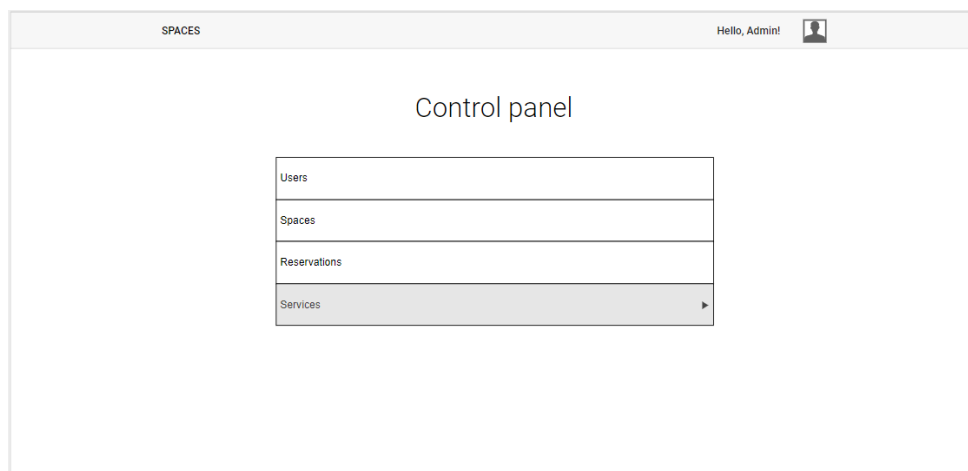 SPACES Hello, Admin!
Control panel
Users
Spaces
Reservations
Services